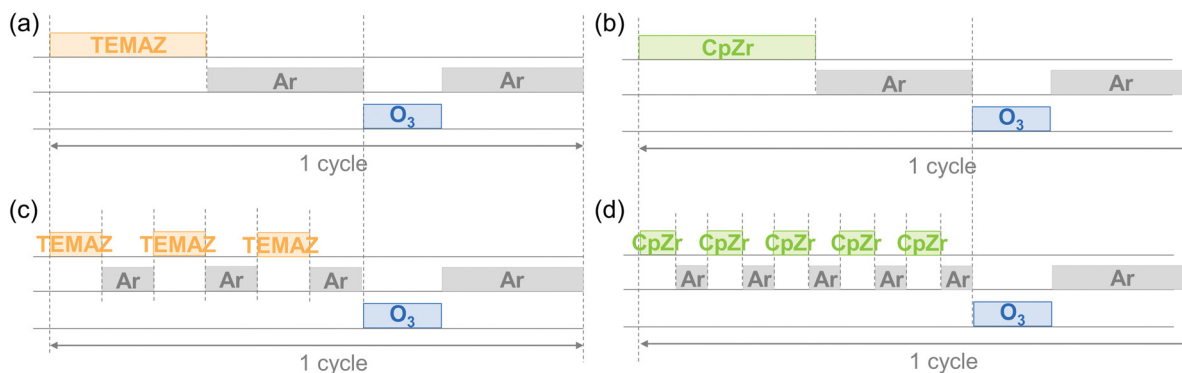 (a)
TEMAZ
Ar
Ar
O3
1 cycle
(b)
CpZr
Ar
Ar
O3
1 cycle
(c)
TEMAZ TEMAZ TEMAZ
Ar Ar Ar Ar
O3
1 cycle
(d)
CpZr CpZr CpZr CpZr CpZr
Ar Ar Ar Ar Ar Ar
O3
1 cycle